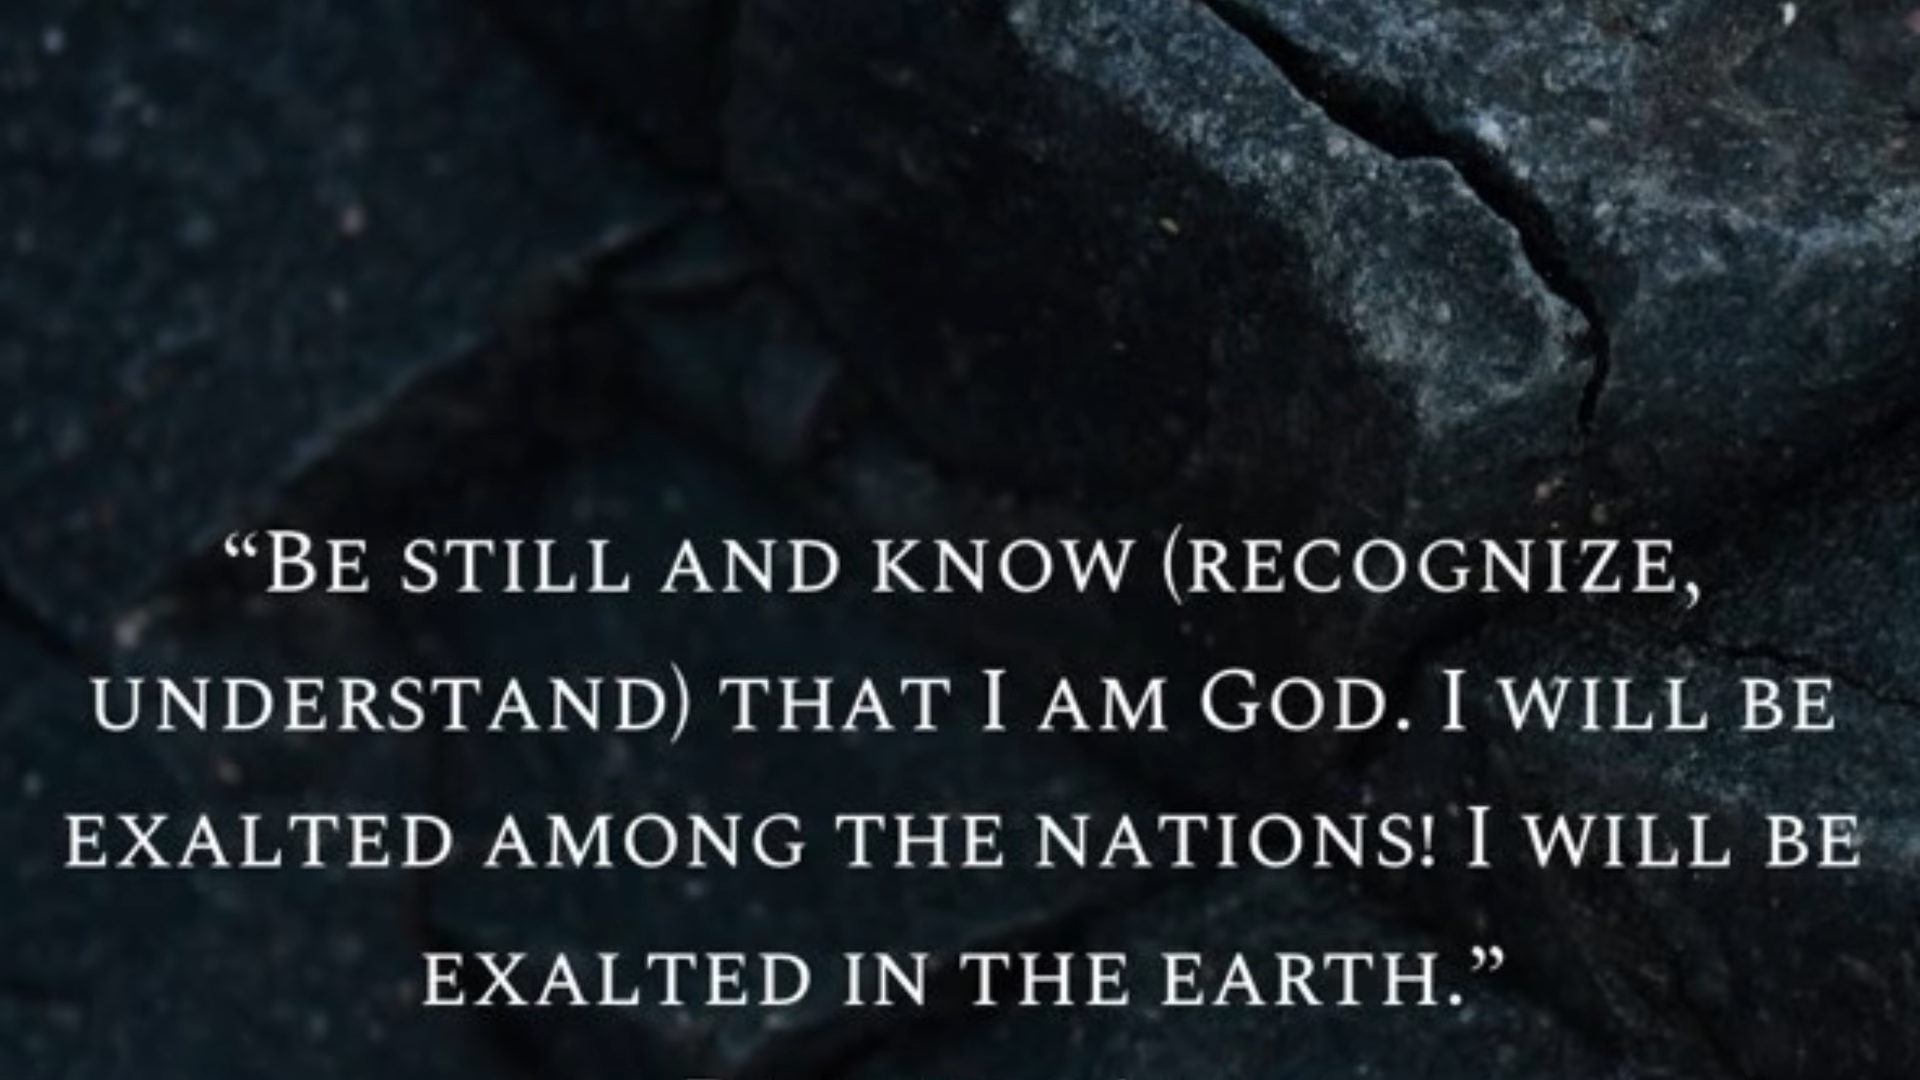 “Be still and know (recognize,
understand) that I am God. I will be
exalted among the nations! I will be
exalted in the earth.”